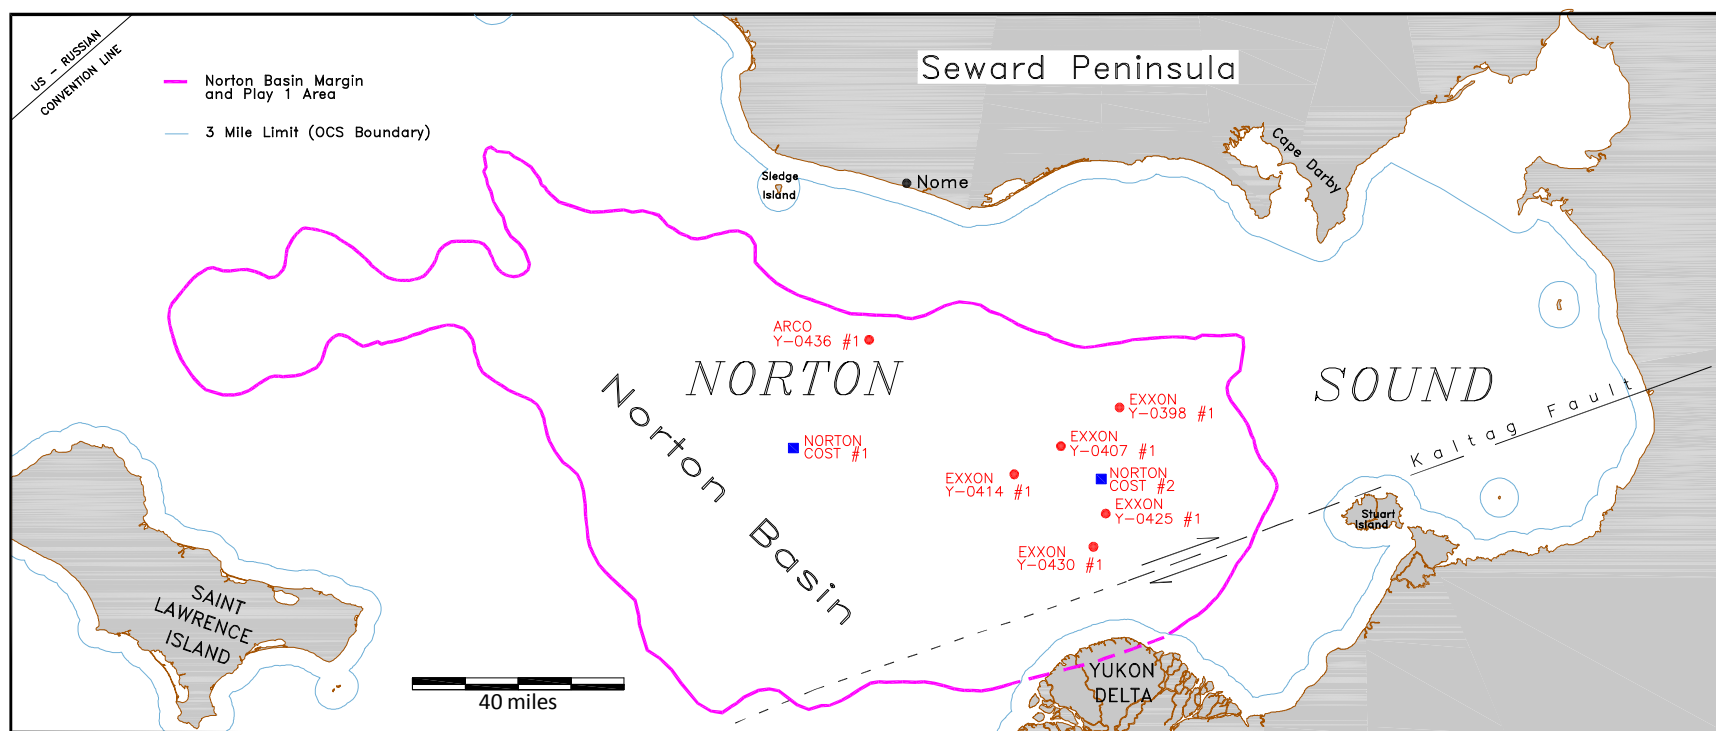 US - RUSSIAN
CONVENTION LINE
Norton Basin Margin
and Play 1 Area
3 Mile Limit (OCS Boundary)
Seward Peninsula
Cape Darby
Sledge
Island
Nome
ARCO
Y-0436 #1
NORTON
SOUND
Norton Basin
NORTON
COST #1
EXXON
Y-0398 #1
EXXON
Y-0407 #1
EXXON
Y-0414 #1
NORTON
COST #2
EXXON
Y-0425 #1
EXXON
Y-0430 #1
Kaltag Fault
Stuart
Island
SAINT
LAWRENCE
ISLAND
40 miles
YUKON
DELTA